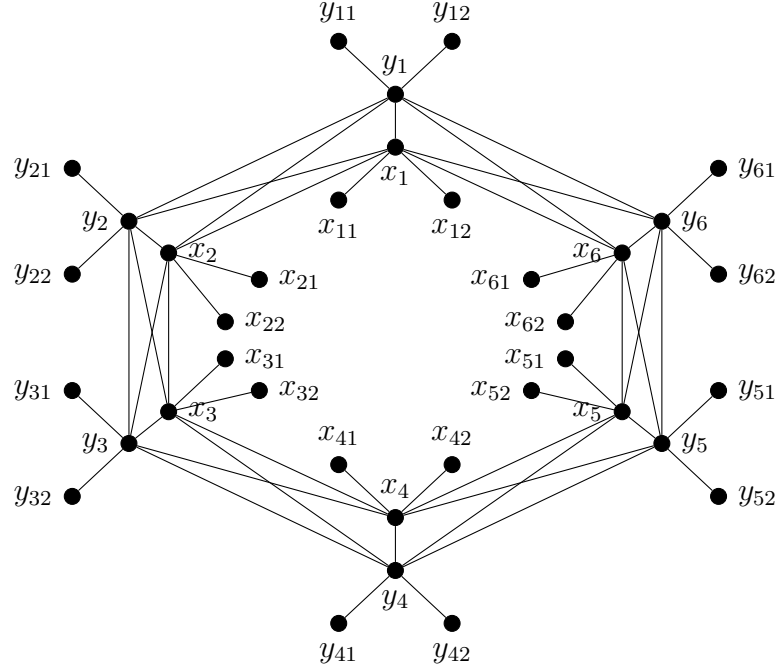 y₁₁ y₁₂
y₁
y₂₁ x₁ y₆₁
y₂ x₁₁ x₁₂ y₆
x₂ x₆
y₂₂ x₂₁ x₆₁ y₆₂
x₂₂ x₆₂
x₃₁ x₅₁
y₃₁ x₃₂ x₅₂ y₅₁
x₃ x₅
y₃ x₄₁ x₄₂ y₅
x₄
y₃₂ y₅₂
y₄
y₄₁ y₄₂